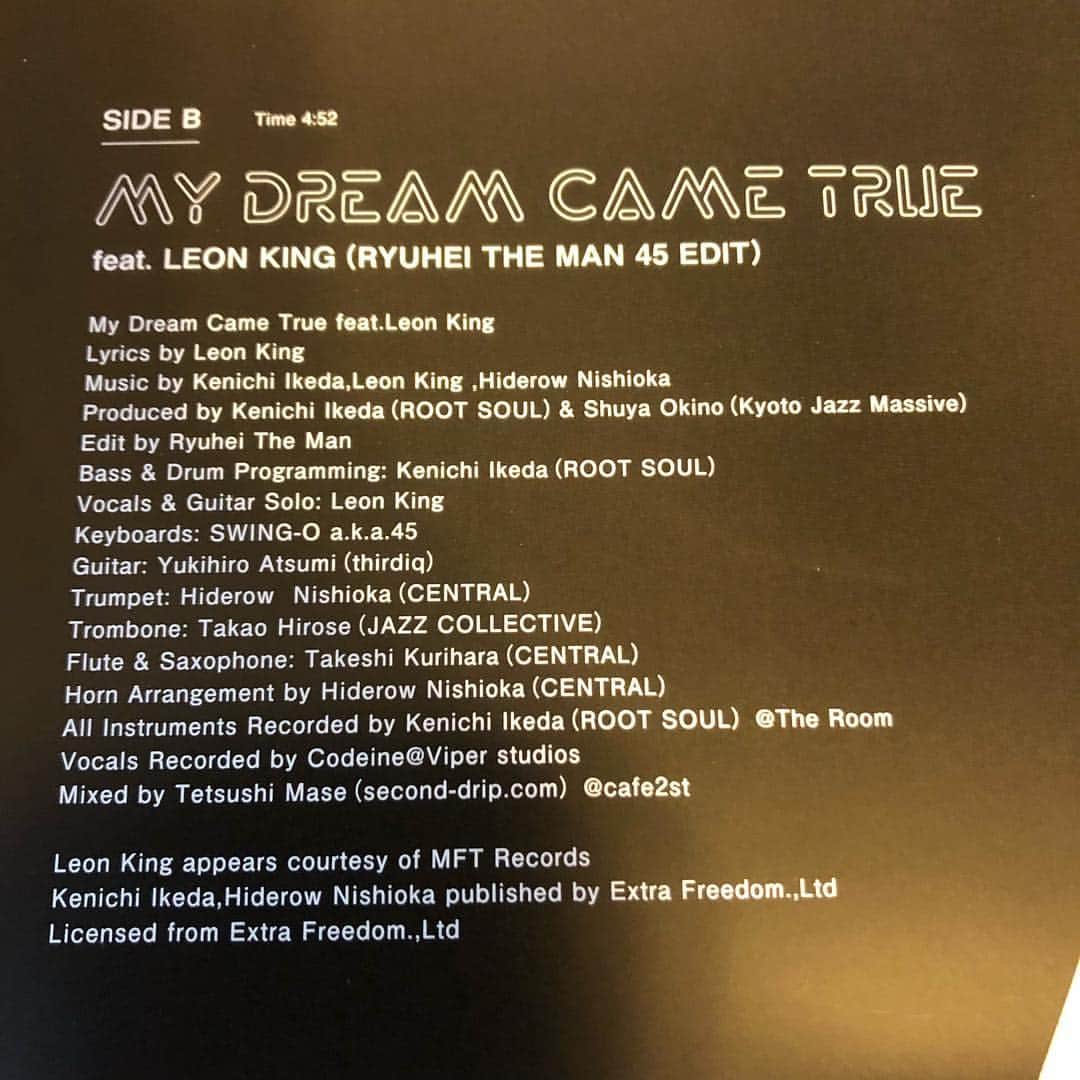 SIDE B Time 4:52
MY DREAM CAME TRUE
feat. LEON KING (RYUHEI THE MAN 45 EDIT)
My Dream Came True feat.Leon King
Lyrics by Leon King
Music by Kenichi Ikeda,Leon King ,Hiderow Nishioka
Produced by Kenichi Ikeda (ROOT SOUL) & Shuya Okino (Kyoto Jazz Massive)
Edit by Ryuhei The Man
Bass & Drum Programming: Kenichi Ikeda (ROOT SOUL)
Vocals & Guitar Solo: Leon King
Keyboards: SWING-O a.k.a.45
Guitar: Yukihiro Atsumi (thirdiq)
Trumpet: Hiderow Nishioka (CENTRAL)
Trombone: Takao Hirose (JAZZ COLLECTIVE)
Flute & Saxophone: Takeshi Kurihara (CENTRAL)
Horn Arrangement by Hiderow Nishioka (CENTRAL)
All Instruments Recorded by Kenichi Ikeda (ROOT SOUL) @The Room
Vocals Recorded by Codeine@Viper studios
Mixed by Tetsushi Mase (second-drip.com) @cafe2st
Leon King appears courtesy of MFT Records
Kenichi Ikeda,Hiderow Nishioka published by Extra Freedom.,Ltd
Licensed from Extra Freedom.,Ltd